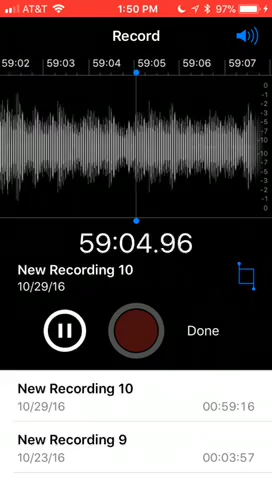 AT&T 1:50 PM 97%
Record
59:02 59:03 59:04 59:05 59:06 59:07
0
-1
-2
-3
-5
-7
-10
-10
-7
-5
-3
-2
-1
0
59:04.96
New Recording 10
10/29/16
Done
New Recording 10
10/29/16 00:59:16
New Recording 9
10/23/16 00:03:57